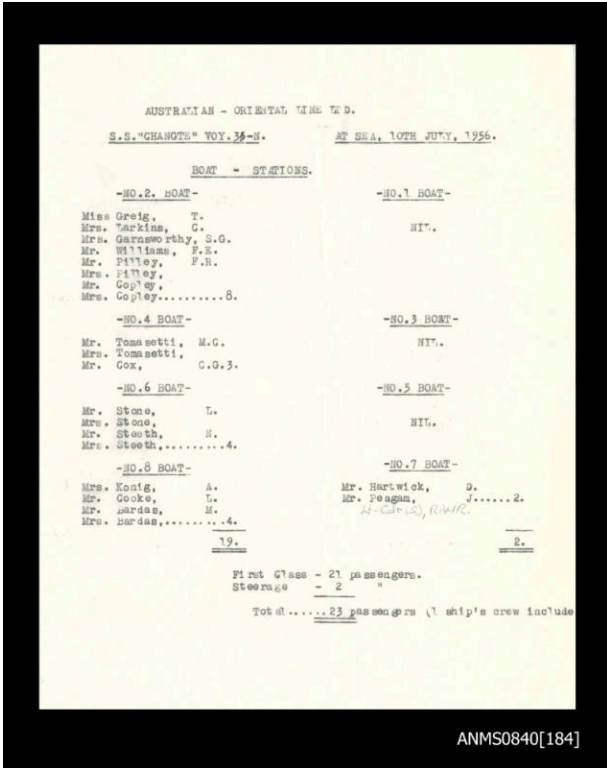 AUSTRALIAN - ORIENTAL LINE LTD.
S.S."CHANGTE" VOY.   AT SEA, 10TH JULY, 1956.
BOAT - STATIONS.
-NO.2. BOAT-   -NO.1 BOAT-
Miss Greig, T.
Mrs. Larkins, G.   NIL.
Mrs. Garnsworthy, S.G.
Mr. Williams, F.E.
Mr. Pilley, F.R.
Mrs. Pilley,
Mr. Copley,
Mrs. Copley..........8.
-NO.4 BOAT-   -NO.3 BOAT-
Mr. Tomasetti, M.C.   NIL.
Mrs. Tomasetti,
Mr. Cox, C.G.3.
-NO.6 BOAT-   -NO.5 BOAT-
Mr. Stone, L.
Mrs. Stone,   NIL.
Mr. Steeth, N.
Mrs. Steeth,.........4.
-NO.8 BOAT-   -NO.7 BOAT-
Mrs. Konig, A.   Mr. Hartwick, D.
Mr. Cooke, L.   Mr. Peagam, J......2.
Mr. Bardas, M.
Mrs. Bardas,.........4.
19.   2.
First Class - 21 passengers.
Steerage - 2 "
Total......23 passengers (1 ship's crew include
ANMS0840[184]